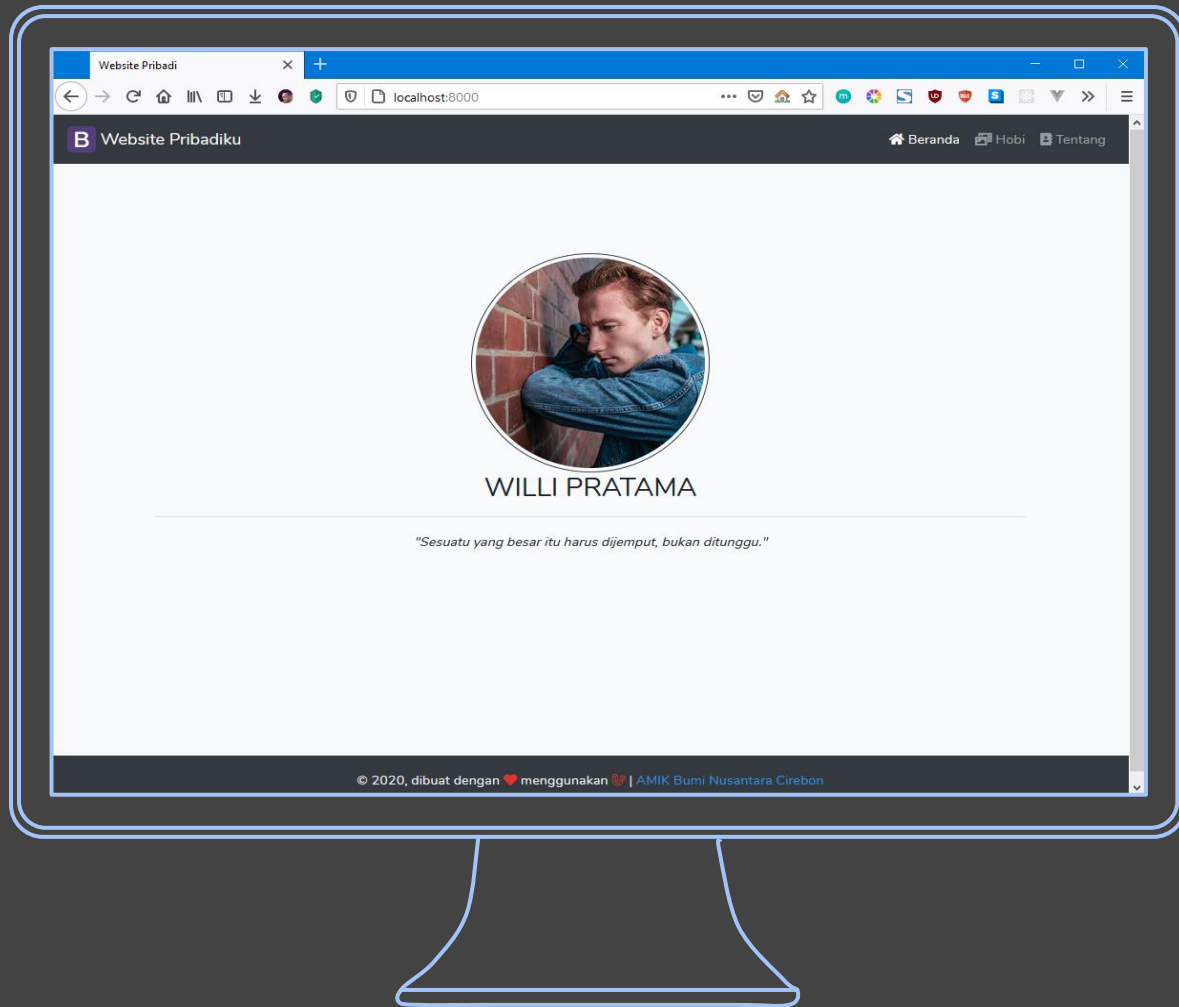 Website Pribadi
localhost:8000
B Website Pribadiku
Beranda Hobi Tentang
WILLI PRATAMA
"Sesuatu yang besar itu harus dijemput, bukan ditunggu."
© 2020, dibuat dengan ❤ menggunakan | AMIK Bumi Nusantara Cirebon